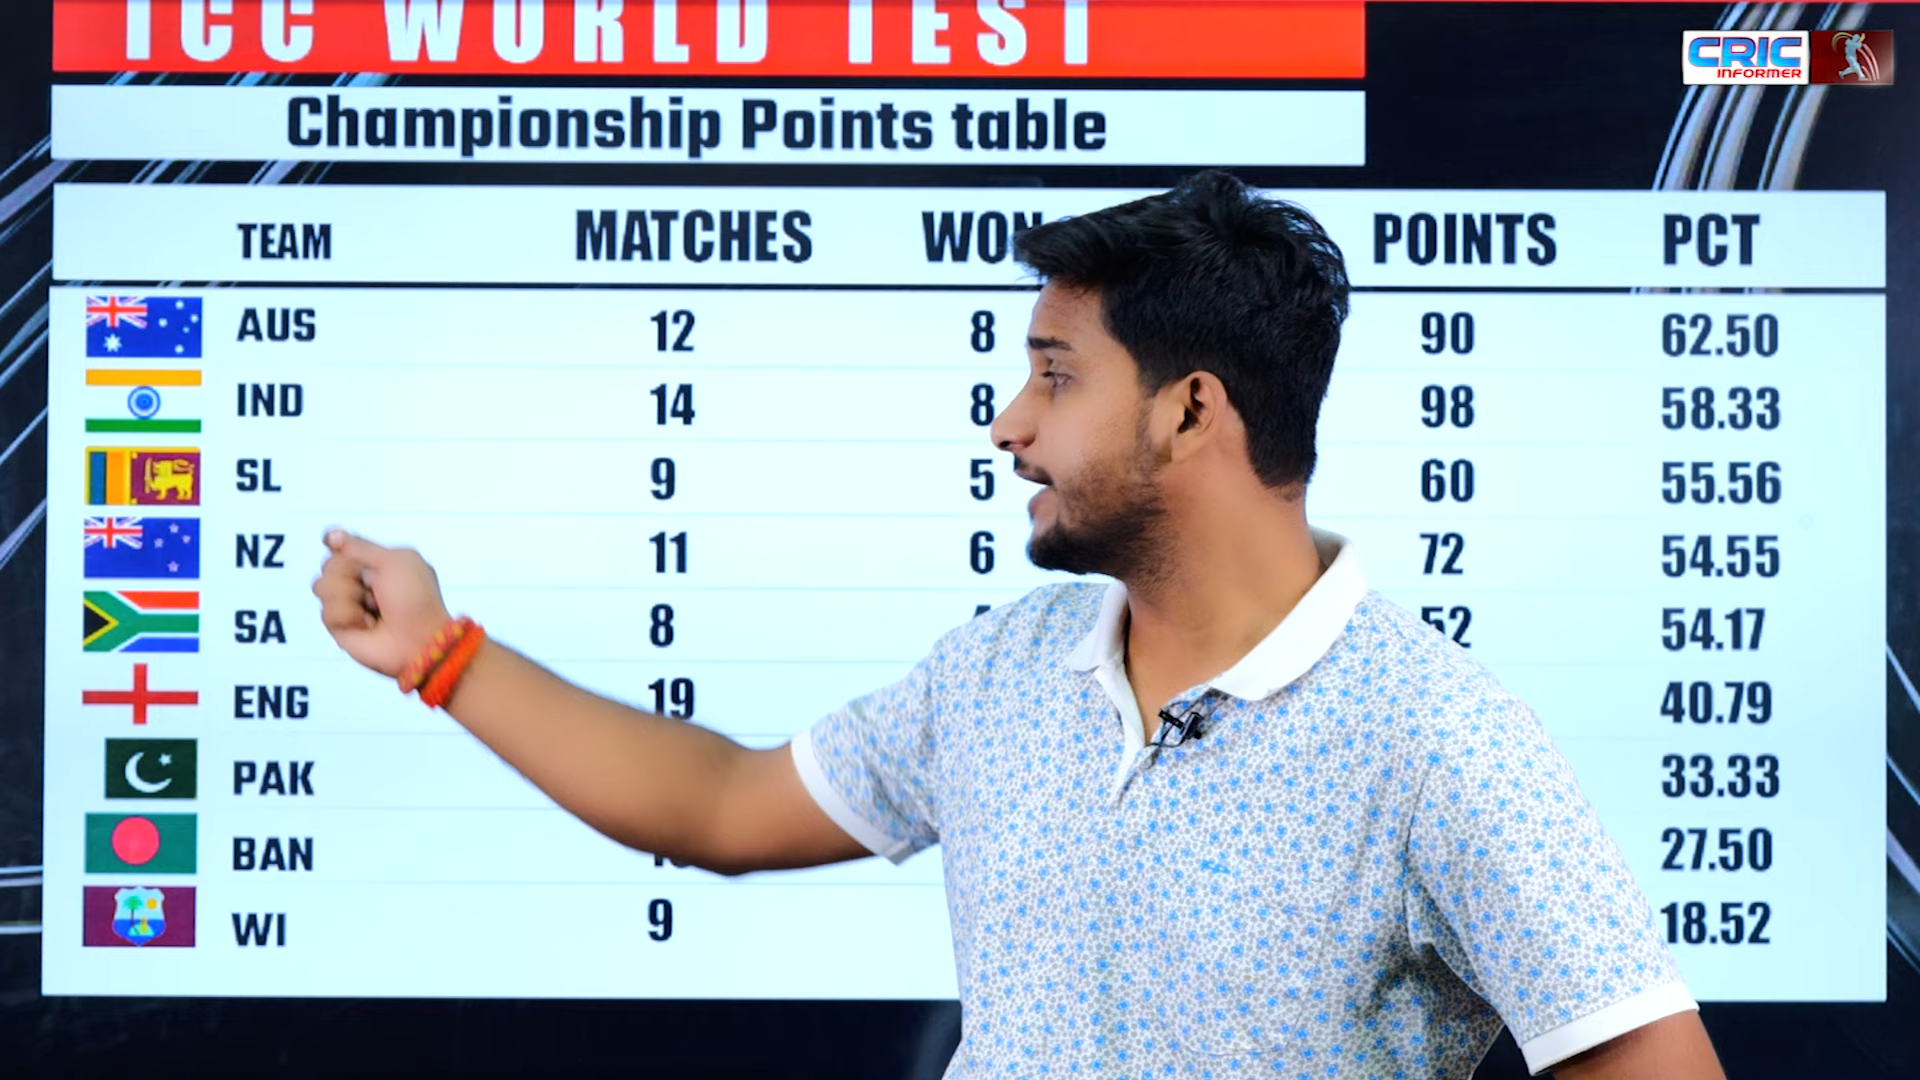 ICC WORLD TEST
CRIC
INFORMER
Championship Points table
TEAM MATCHES WON POINTS PCT
AUS 12 8 90 62.50
IND 14 8 98 58.33
SL 9 5 60 55.56
NZ 11 6 72 54.55
SA 8 52 54.17
ENG 19 40.79
PAK 33.33
BAN 27.50
WI 9 18.52